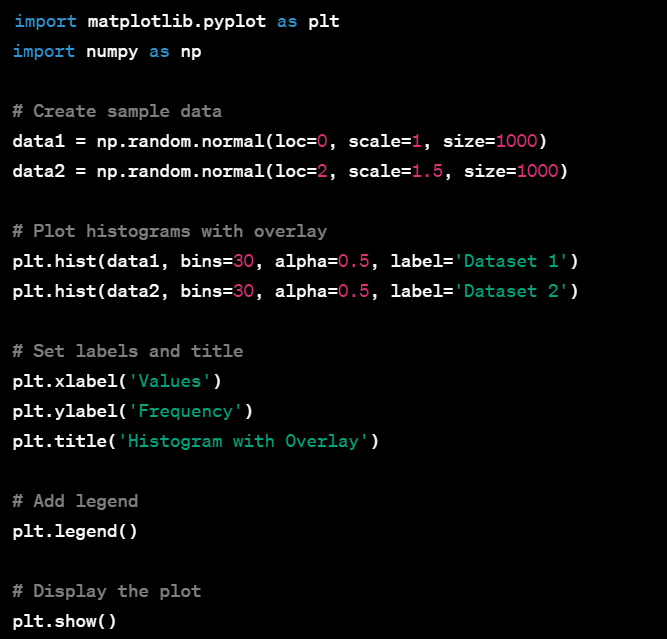 import matplotlib.pyplot as plt
import numpy as np
# Create sample data
data1 = np.random.normal(loc=0, scale=1, size=1000)
data2 = np.random.normal(loc=2, scale=1.5, size=1000)
# Plot histograms with overlay
plt.hist(data1, bins=30, alpha=0.5, label='Dataset 1')
plt.hist(data2, bins=30, alpha=0.5, label='Dataset 2')
# Set labels and title
plt.xlabel('Values')
plt.ylabel('Frequency')
plt.title('Histogram with Overlay')
# Add legend
plt.legend()
# Display the plot
plt.show()